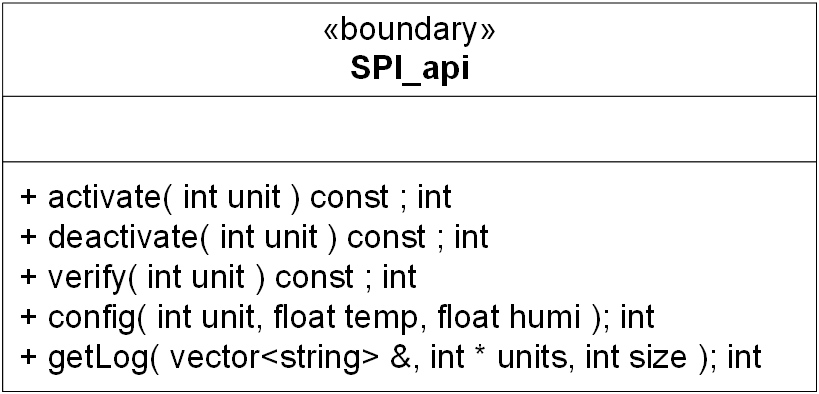 «boundary»
SPI_api
+ activate( int unit ) const ; int
+ deactivate( int unit ) const ; int
+ verify( int unit ) const ; int
+ config( int unit, float temp, float humi ); int
+ getLog( vector<string> &, int * units, int size ); int